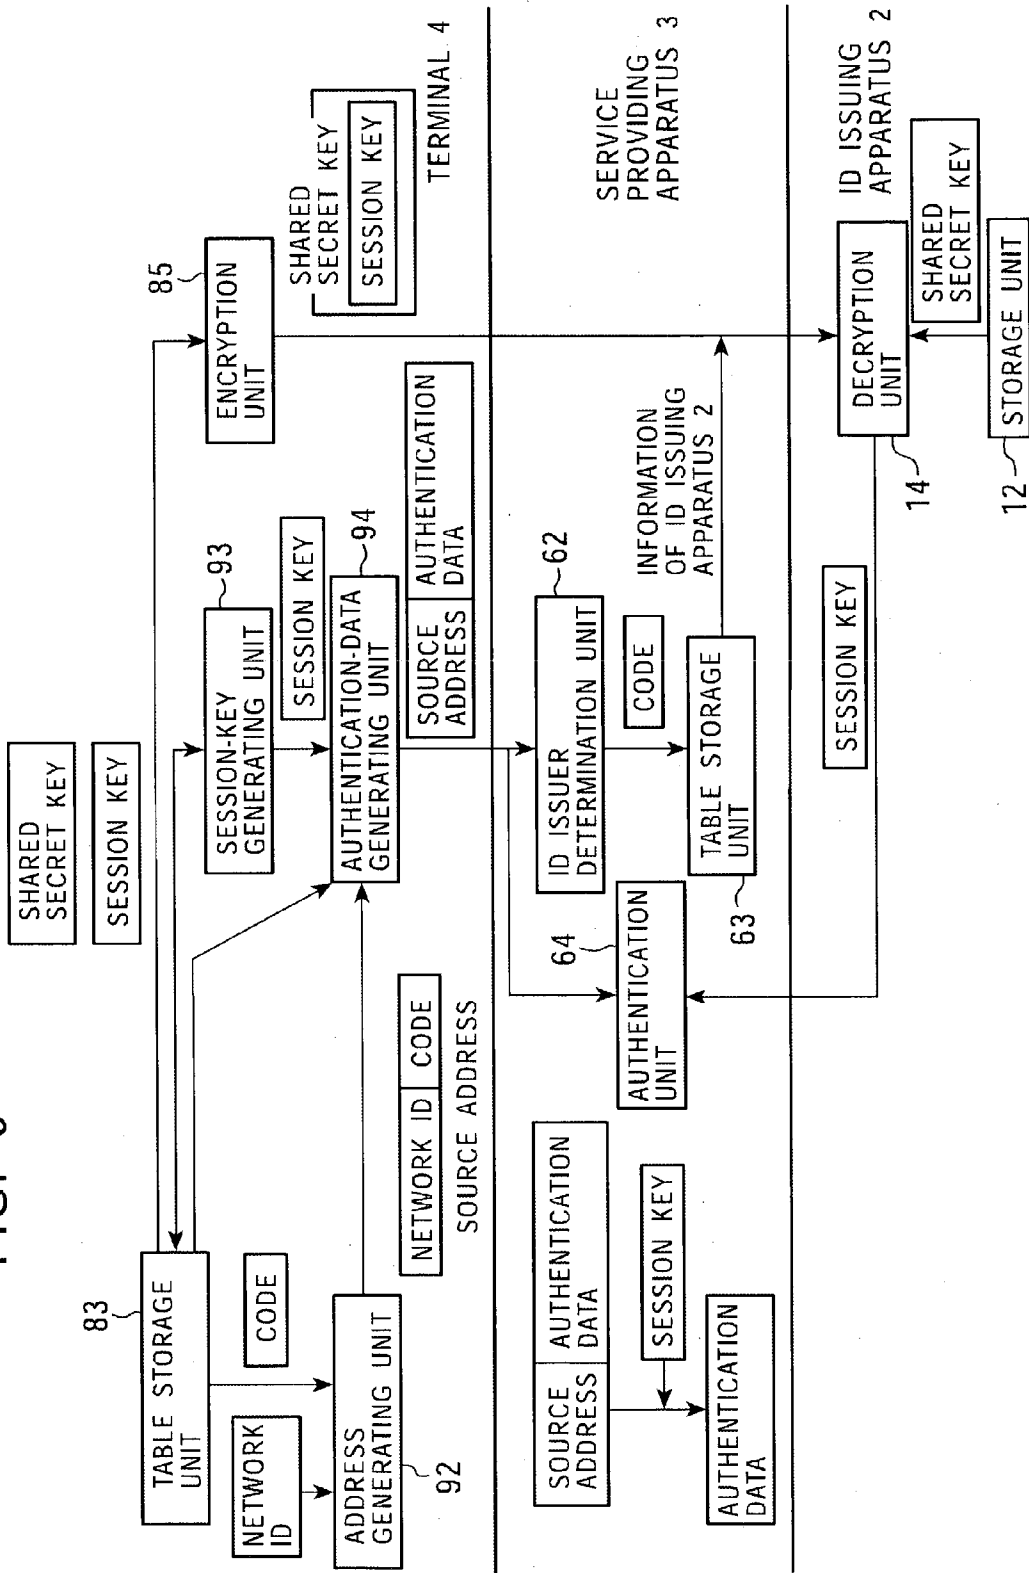 SHARED
SECRET KEY
SESSION KEY
83
TABLE STORAGE
UNIT
CODE
NETWORK
ID
ADDRESS
GENERATING UNIT
92
NETWORK ID
CODE
SOURCE ADDRESS
93
SESSION-KEY
GENERATING UNIT
SESSION KEY
94
AUTHENTICATION-DATA
GENERATING UNIT
SOURCE
ADDRESS
AUTHENTICATION
DATA
85
ENCRYPTION
UNIT
SHARED
SECRET KEY
SESSION KEY
TERMINAL 4
SOURCE
ADDRESS
AUTHENTICATION
DATA
SESSION KEY
AUTHENTICATION
DATA
64
AUTHENTICATION
UNIT
62
ID ISSUER
DETERMINATION UNIT
CODE
TABLE STORAGE
UNIT
63
INFORMATION
OF ID ISSUING
APPARATUS 2
SERVICE
PROVIDING
APPARATUS 3
SESSION KEY
DECRYPTION
UNIT
14
SHARED
SECRET KEY
STORAGE UNIT
12
ID ISSUING
APPARATUS 2